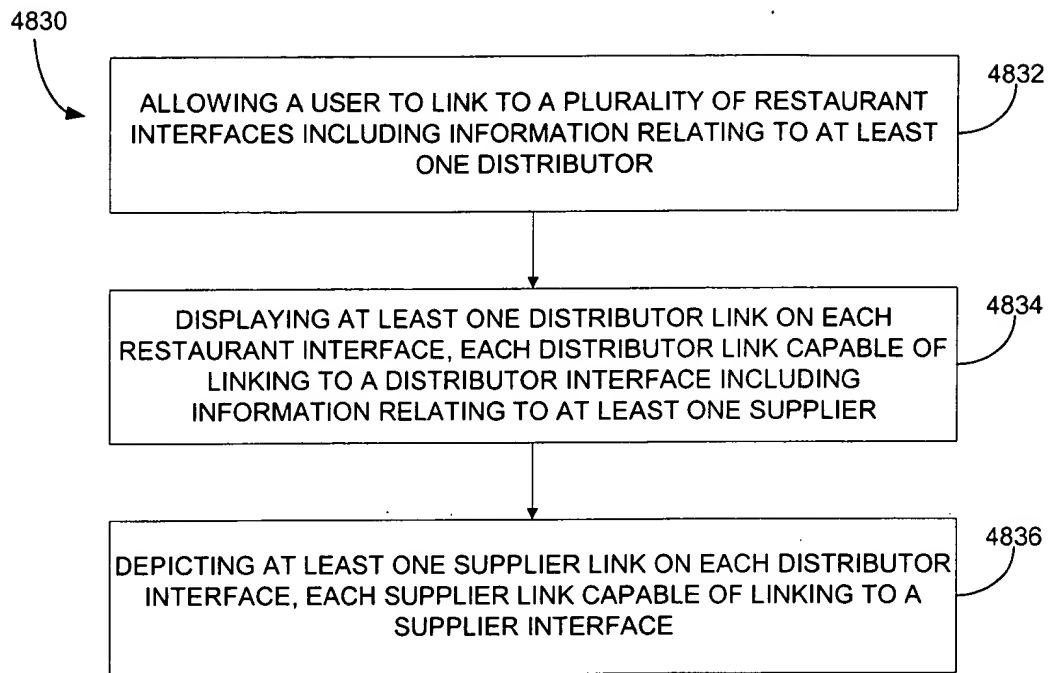 4830
4832
ALLOWING A USER TO LINK TO A PLURALITY OF RESTAURANT
INTERFACES INCLUDING INFORMATION RELATING TO AT LEAST
ONE DISTRIBUTOR
4834
DISPLAYING AT LEAST ONE DISTRIBUTOR LINK ON EACH
RESTAURANT INTERFACE, EACH DISTRIBUTOR LINK CAPABLE OF
LINKING TO A DISTRIBUTOR INTERFACE INCLUDING
INFORMATION RELATING TO AT LEAST ONE SUPPLIER
4836
DEPICTING AT LEAST ONE SUPPLIER LINK ON EACH DISTRIBUTOR
INTERFACE, EACH SUPPLIER LINK CAPABLE OF LINKING TO A
SUPPLIER INTERFACE